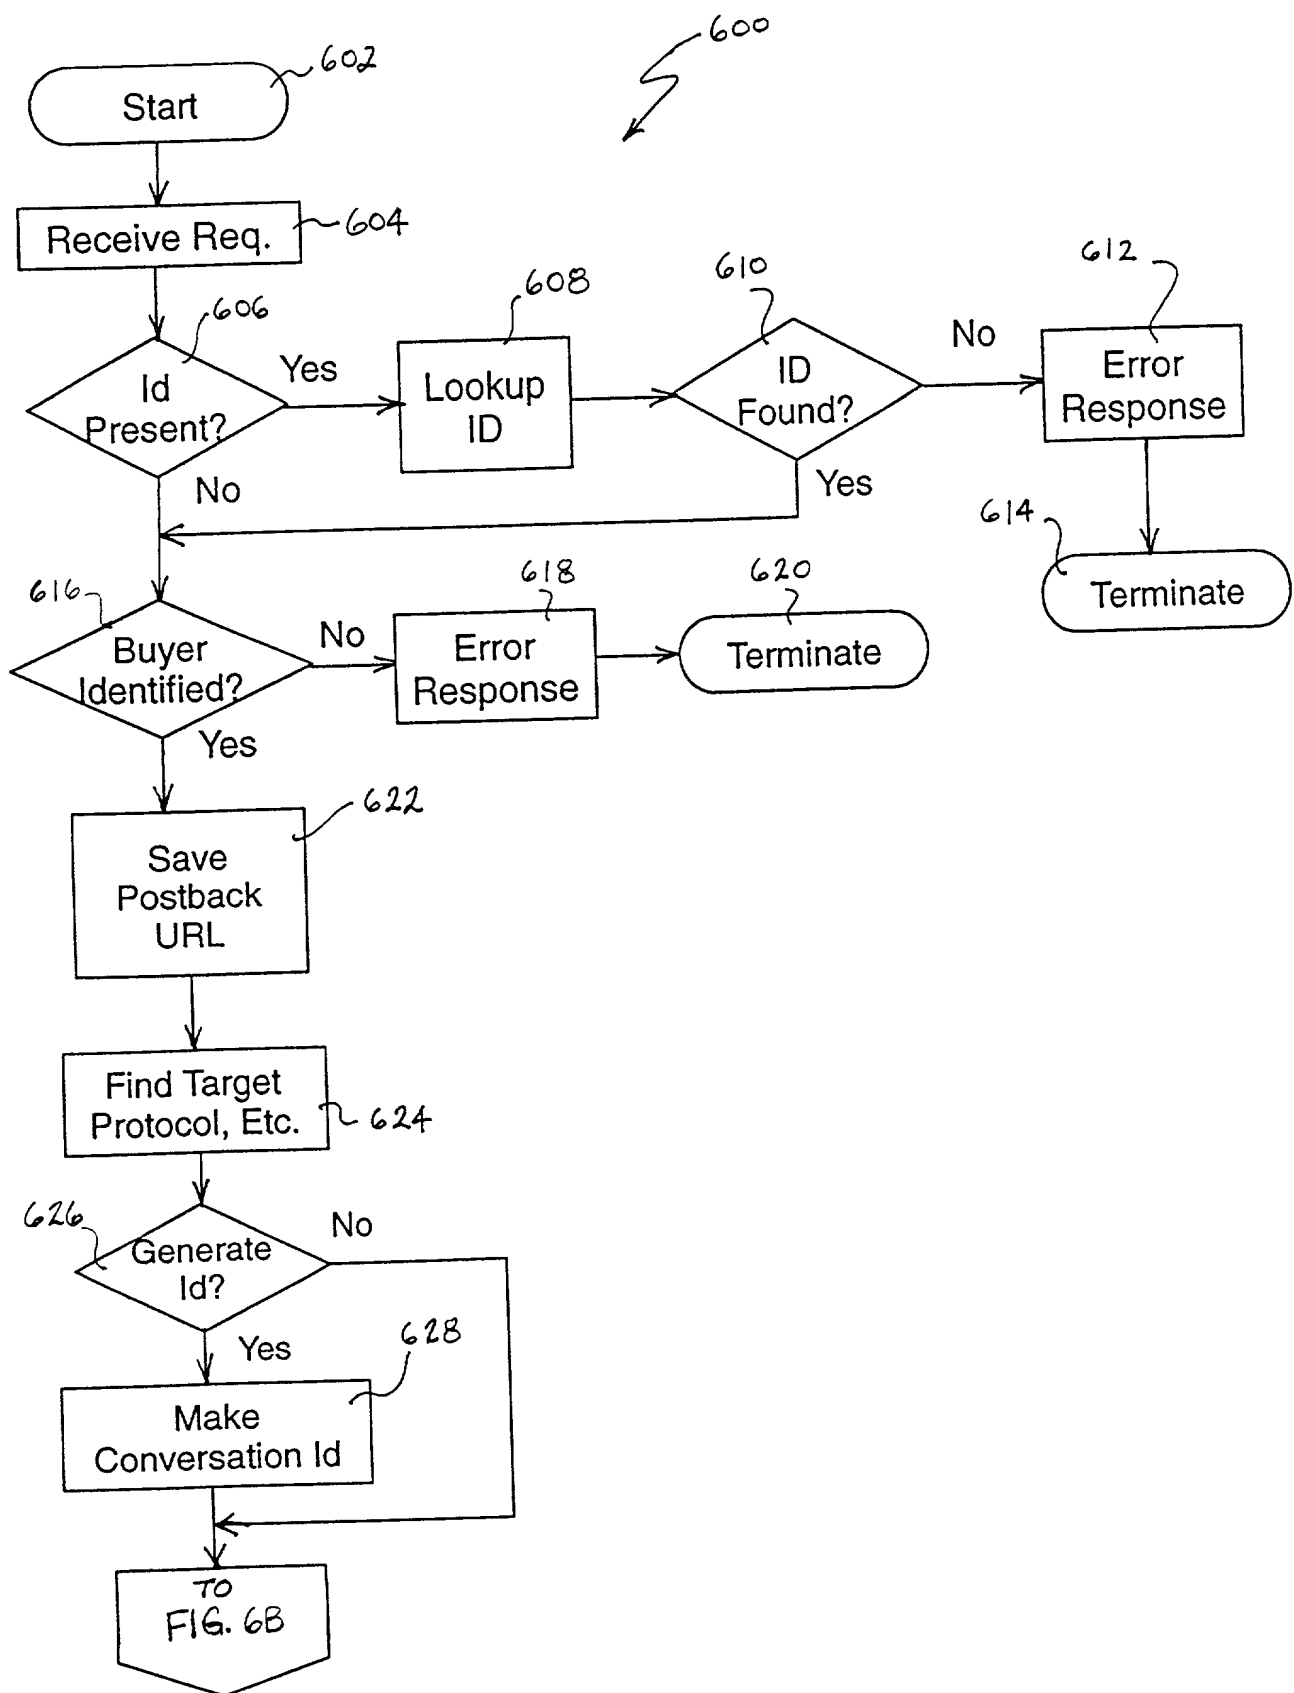 600
602
Start
604
Receive Req.
606
Id
Present?
Yes
No
608
Lookup
ID
610
ID
Found?
No
Yes
612
Error
Response
614
Terminate
616
Buyer
Identified?
No
Yes
618
Error
Response
620
Terminate
622
Save
Postback
URL
Find Target
Protocol, Etc.
624
626
Generate
Id?
No
Yes
628
Make
Conversation Id
TO
FIG. 6B